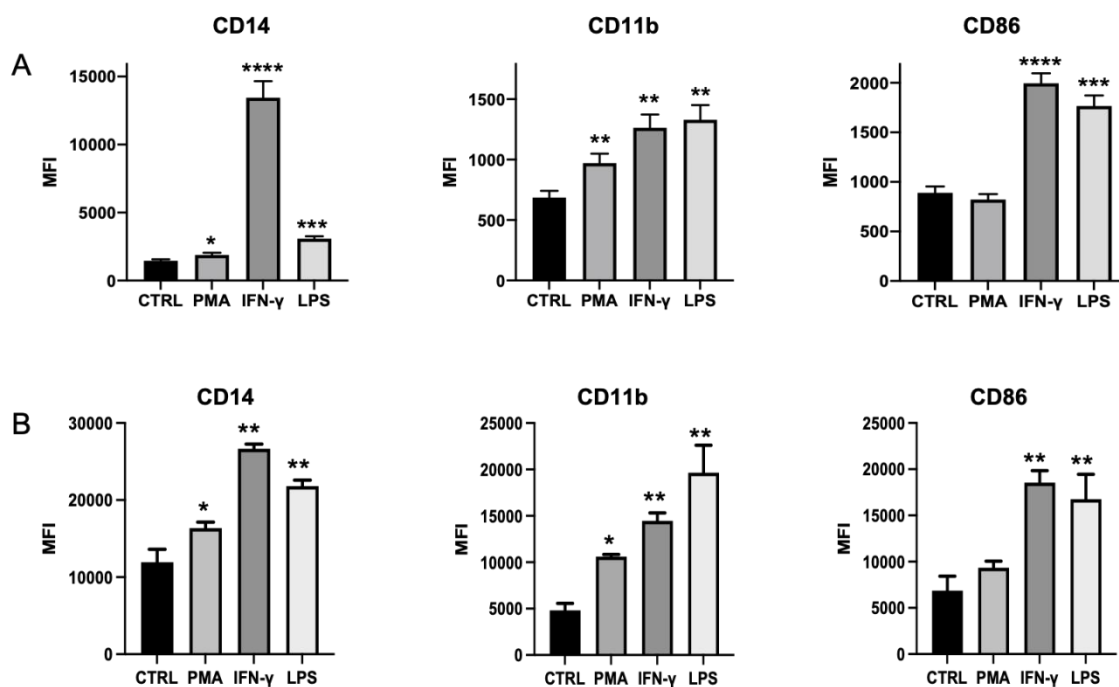 A
CD14
MFI
15000
10000
5000
0
* **** ***
CTRL PMA IFN-γ LPS
CD11b
MFI
1500
1000
500
0
** ** **
CTRL PMA IFN-γ LPS
CD86
MFI
2000
1500
1000
500
0
**** ***
CTRL PMA IFN-γ LPS
B
CD14
MFI
30000
20000
10000
0
* ** **
CTRL PMA IFN-γ LPS
CD11b
MFI
25000
20000
15000
10000
5000
0
* ** **
CTRL PMA IFN-γ LPS
CD86
MFI
25000
20000
15000
10000
5000
0
** **
CTRL PMA IFN-γ LPS